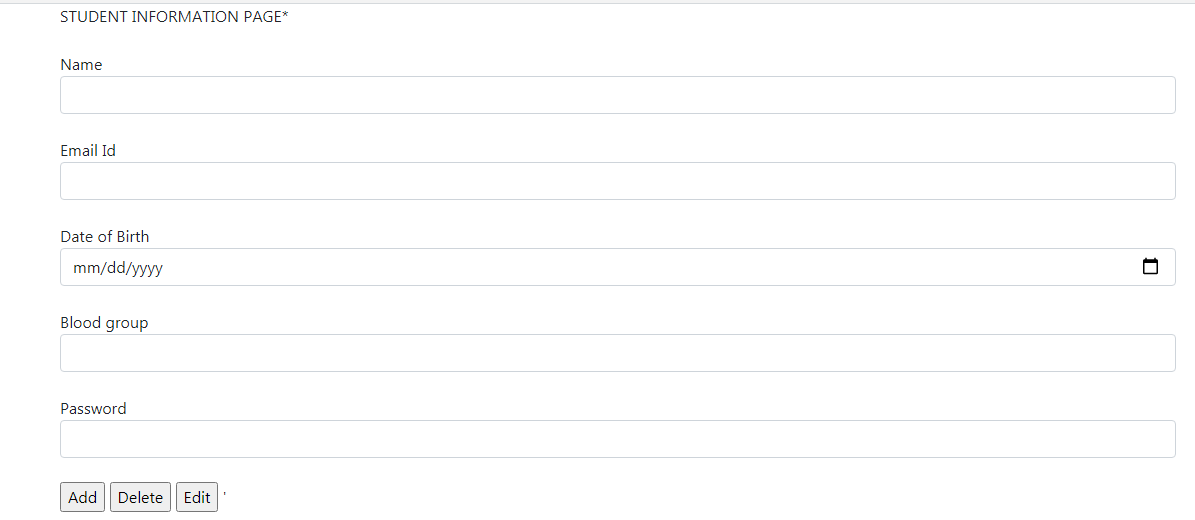 STUDENT INFORMATION PAGE*
Name
Email Id
Date of Birth
mm/dd/yyyy
Blood group
Password
Add Delete Edit '